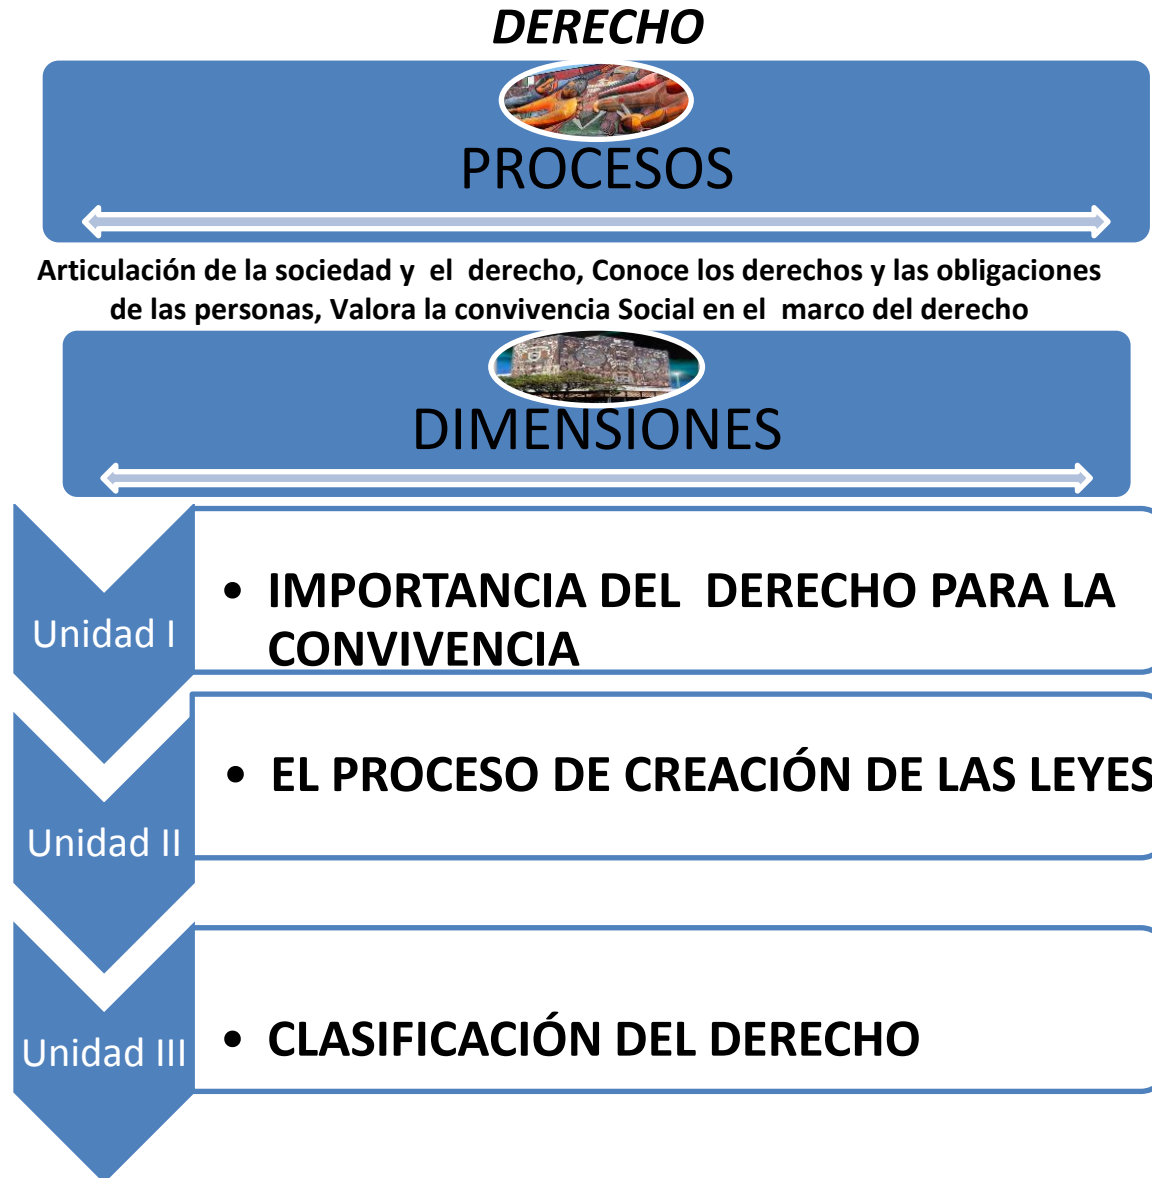 DERECHO
PROCESOS
Articulación de la sociedad y el derecho, Conoce los derechos y las obligaciones
de las personas, Valora la convivencia Social en el marco del derecho
DIMENSIONES
Unidad I
• IMPORTANCIA DEL DERECHO PARA LA
CONVIVENCIA
Unidad II
• EL PROCESO DE CREACIÓN DE LAS LEYES
Unidad III
• CLASIFICACIÓN DEL DERECHO